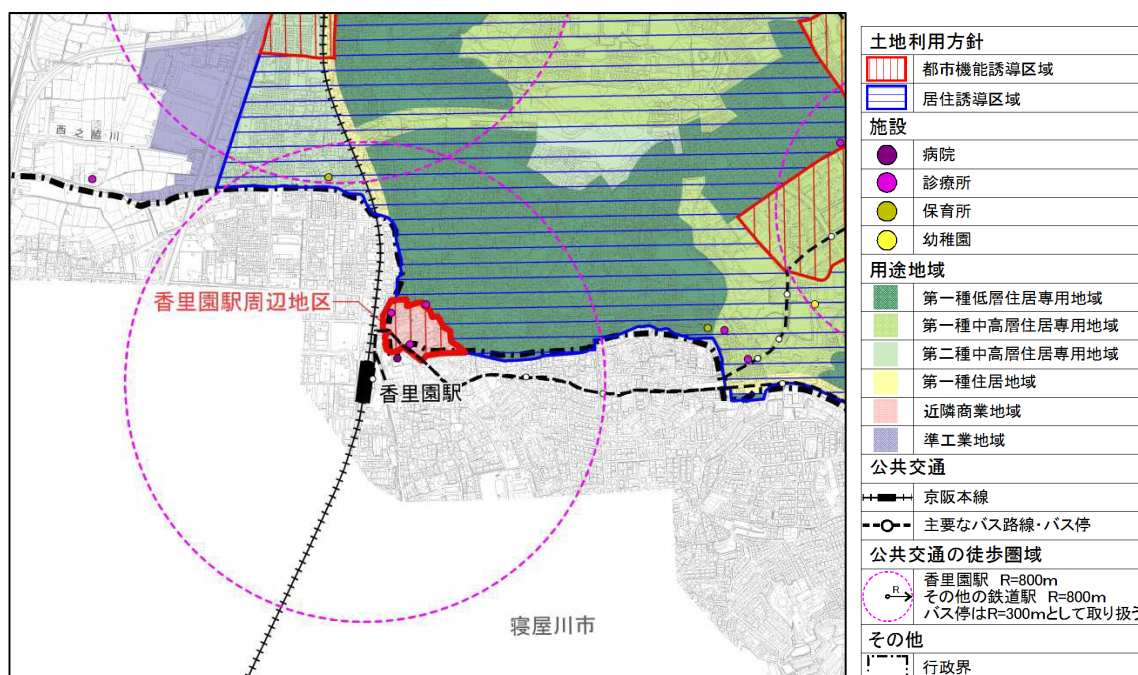 西之脇川
香里園駅周辺地区
香里園駅
寝屋川市
土地利用方針
都市機能誘導区域
居住誘導区域
施設
病院
診療所
保育所
幼稚園
用途地域
第一種低層住居専用地域
第一種中高層住居専用地域
第二種中高層住居専用地域
第一種住居地域
近隣商業地域
準工業地域
公共交通
京阪本線
主要なバス路線・バス停
公共交通の徒歩圏域
R
香里園駅 R=800m
その他の鉄道駅 R=800m
バス停はR=300mとして取り扱う
その他
行政界